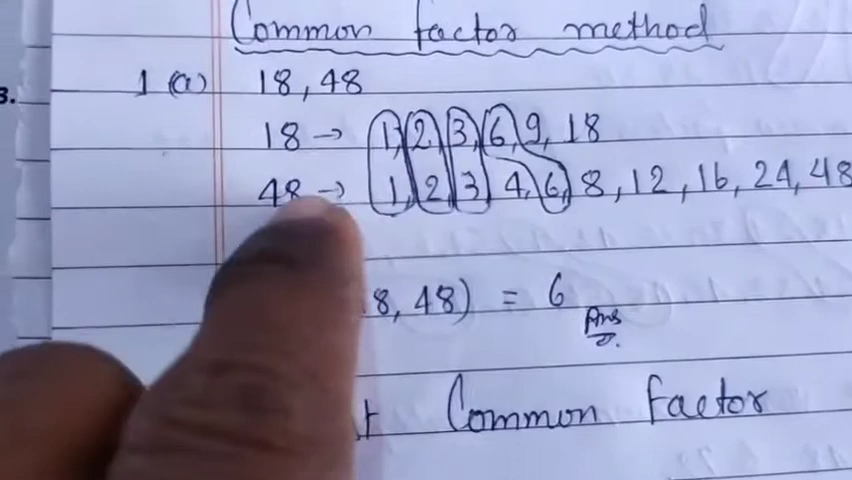 Common factor method
3.
1 (a) 18, 48
18 → 1, 2, 3, 6, 9, 18
48 → 1, 2, 3 4, 6, 8, 12, 16, 24, 48
8, 48) = 6
Ans
Common Factor